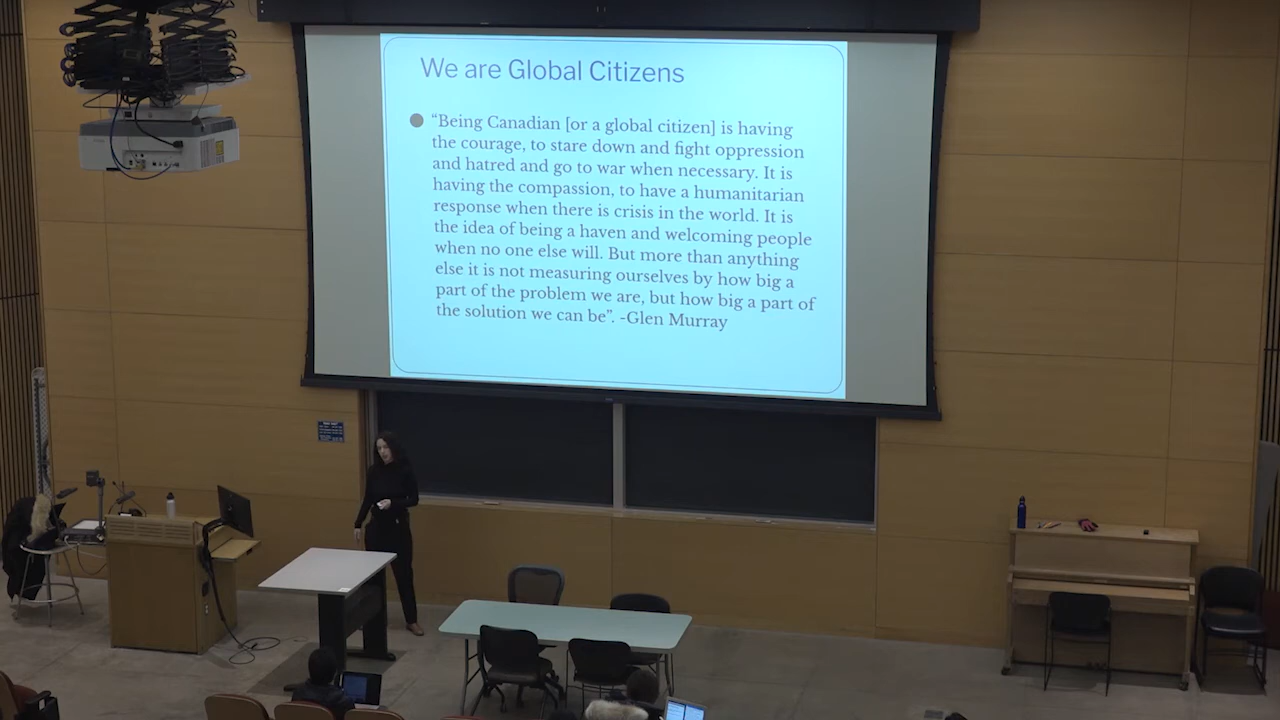 We are Global Citizens
“Being Canadian [or a global citizen] is having
the courage, to stare down and fight oppression
and hatred and go to war when necessary. It is
having the compassion, to have a humanitarian
response when there is crisis in the world. It is
the idea of being a haven and welcoming people
when no one else will. But more than anything
else it is not measuring ourselves by how big a
part of the problem we are, but how big a part of
the solution we can be”. -Glen Murray